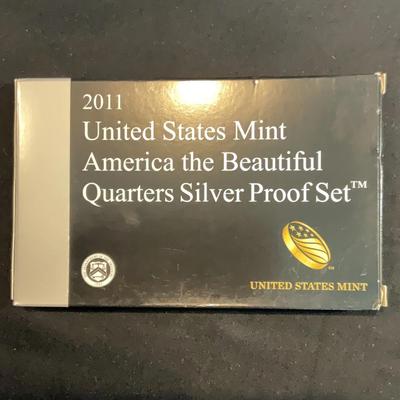 2011
United States Mint
America the Beautiful
Quarters Silver Proof Set™
UNITED STATES MINT